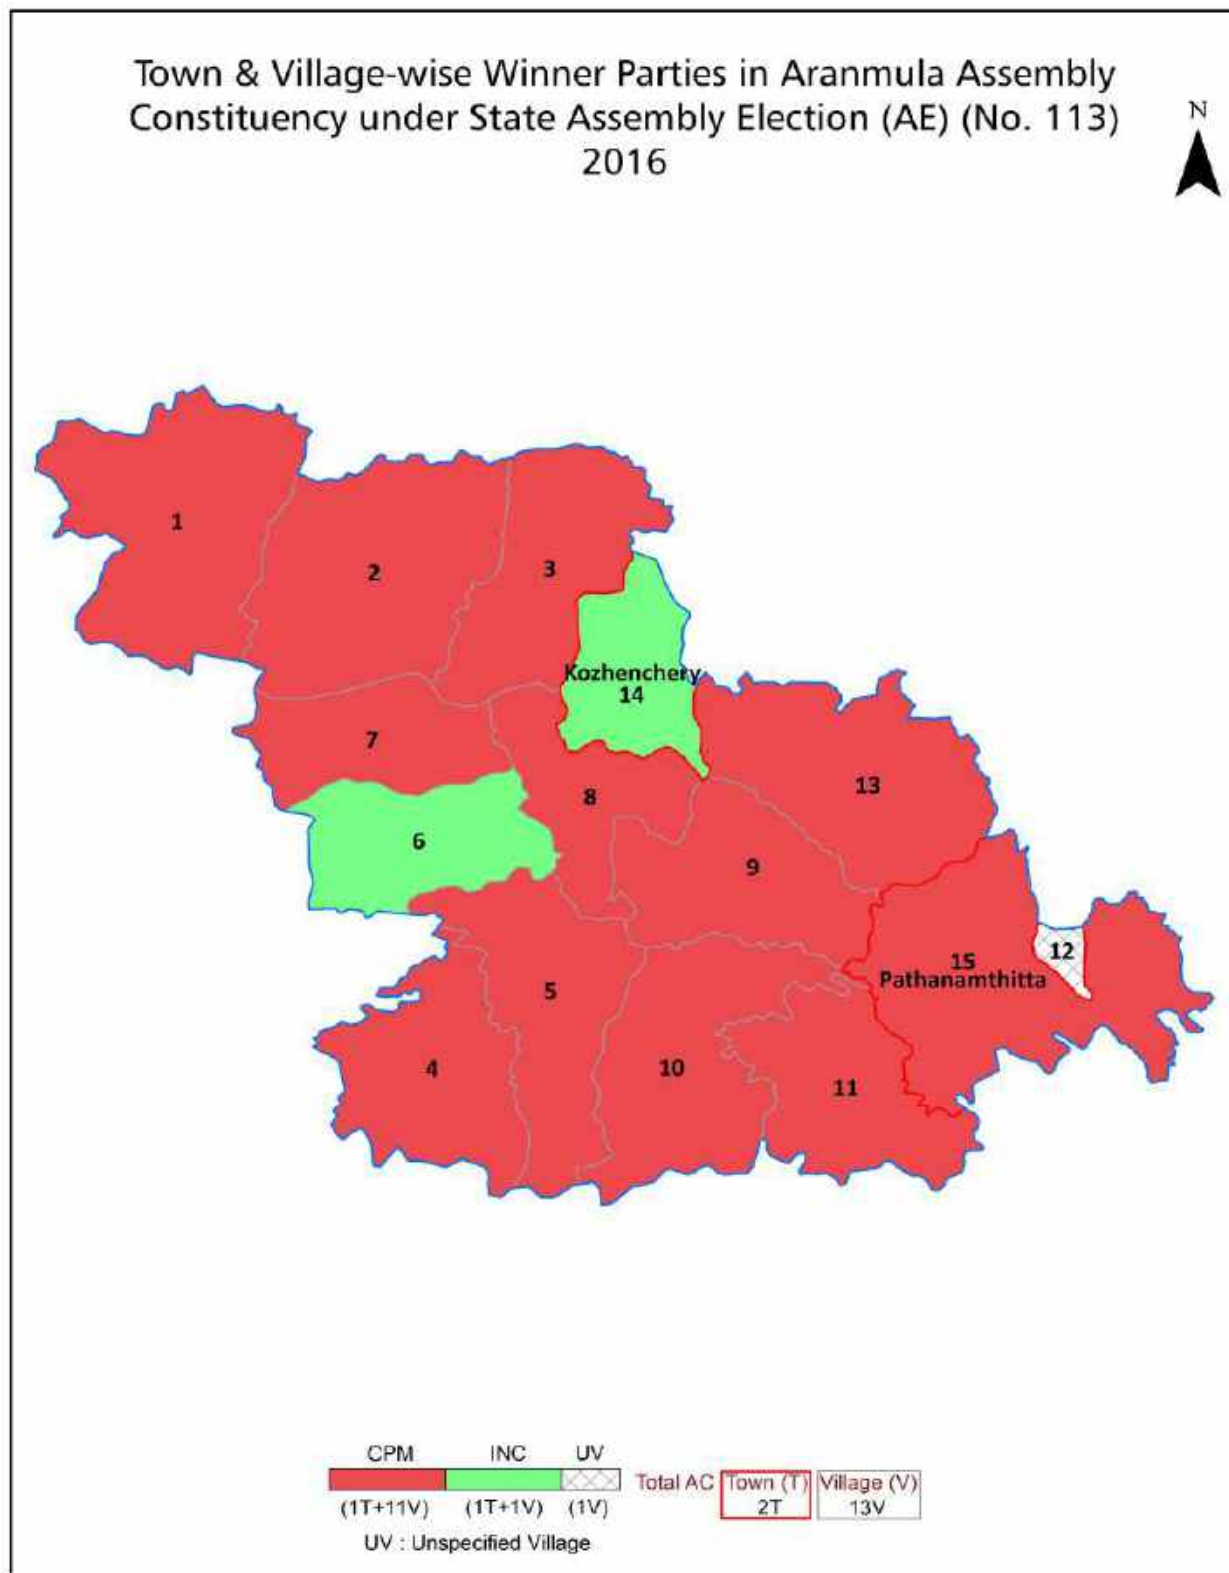 Town & Village-wise Winner Parties in Aranmula Assembly
Constituency under State Assembly Election (AE) (No. 113)
2016
N
1
2
3
Kozhenchery
14
7
8
13
6
9
12
15
Pathanamthitta
5
4
10
11
CPM INC UV
Total AC Town (T) Village (V)
2T 13V
(1T+11V) (1T+1V) (1V)
UV : Unspecified Village